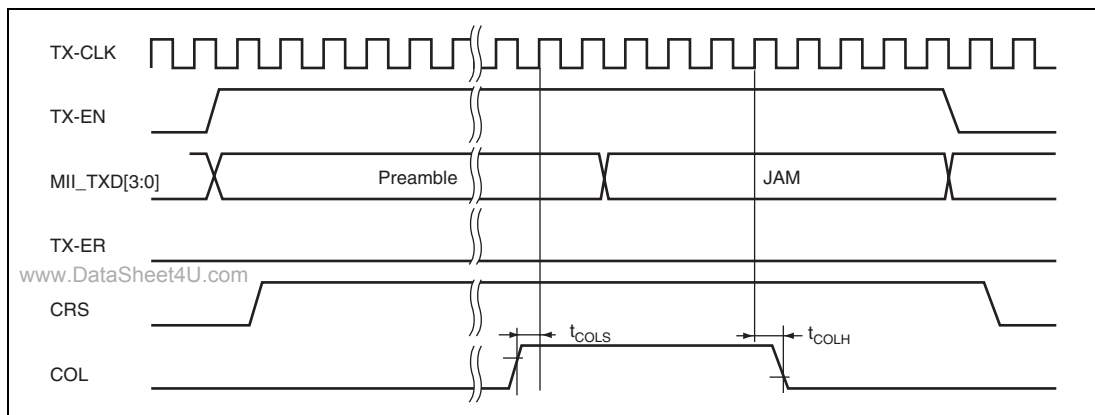 TX-CLK
TX-EN
MII_TXD[3:0]
Preamble
JAM
TX-ER
www.DataSheet4U.com
CRS
tCOLS
tCOLH
COL